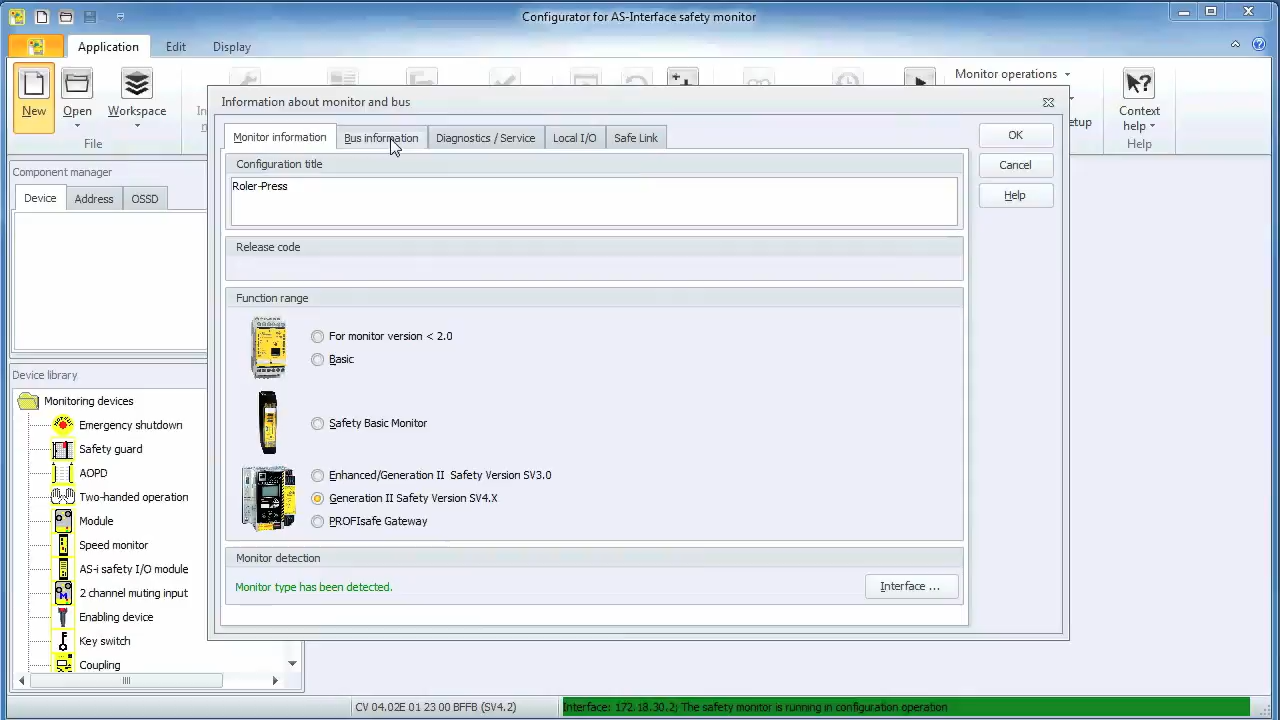 Configurator for AS-Interface safety monitor
Application
Edit
Display
New
Open
Workspace
File
Monitor operations
etup
Context
help
Help
Information about monitor and bus
Monitor information
Bus information
Diagnostics / Service
Local I/O
Safe Link
OK
Cancel
Help
Configuration title
Roler-Press
Release code
Function range
For monitor version < 2.0
Basic
Safety Basic Monitor
Enhanced/Generation II Safety Version SV3.0
Generation II Safety Version SV4.X
PROFIsafe Gateway
Monitor detection
Monitor type has been detected.
Interface ...
Component manager
Device
Address
OSSD
Device library
Monitoring devices
Emergency shutdown
Safety guard
AOPD
Two-handed operation
Module
Speed monitor
AS-i safety I/O module
2 channel muting input
Enabling device
Key switch
Coupling
CV 04.02E 01 23 00 BFFB (SV4.2)
Interface: 172.18.30.2; The safety monitor is running in configuration operation